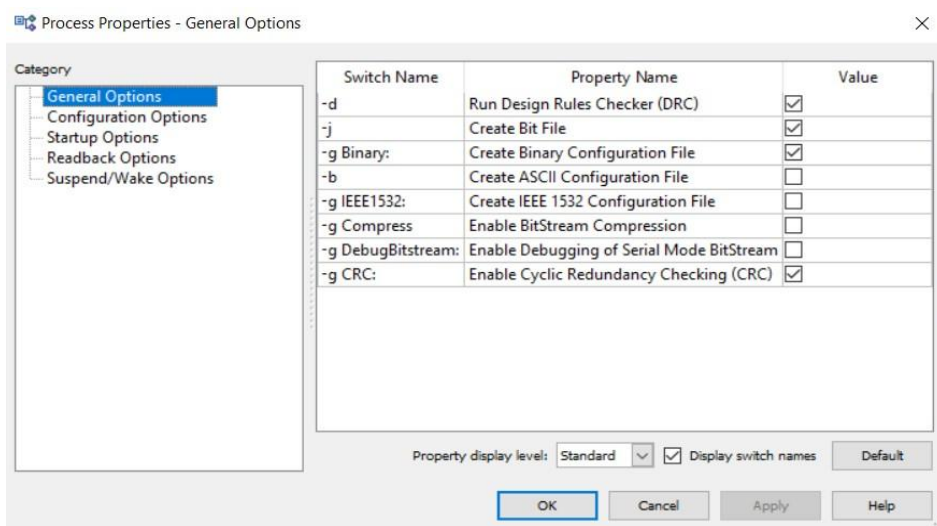 Process Properties - General Options
Category
General Options
Configuration Options
Startup Options
Readback Options
Suspend/Wake Options
Switch Name Property Name Value
-d Run Design Rules Checker (DRC)
-j Create Bit File
-g Binary: Create Binary Configuration File
-b Create ASCII Configuration File
-g IEEE1532: Create IEEE 1532 Configuration File
-g Compress Enable BitStream Compression
-g DebugBitstream: Enable Debugging of Serial Mode BitStream
-g CRC: Enable Cyclic Redundancy Checking (CRC)
Property display level: Standard Display switch names Default
OK Cancel Apply Help